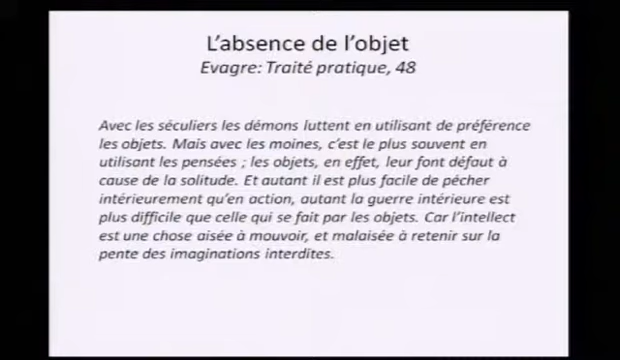 L'absence de l'objet
Evagre: Traité pratique, 48
Avec les séculiers les démons luttent en utilisant de préférence
les objets. Mais avec les moines, c'est le plus souvent en
utilisant les pensées ; les objets, en effet, leur font défaut à
cause de la solitude. Et autant il est plus facile de pécher
intérieurement qu'en action, autant la guerre intérieure est
plus difficile que celle qui se fait par les objets. Car l'intellect
est une chose aisée à mouvoir, et malaisée à retenir sur la
pente des imaginations interdites.